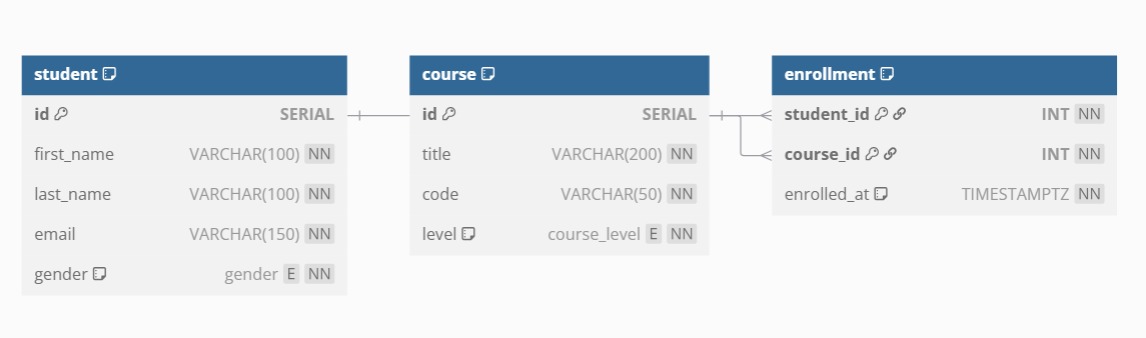 student
id SERIAL
first_name VARCHAR(100) NN
last_name VARCHAR(100) NN
email VARCHAR(150) NN
gender gender E NN
course
id SERIAL
title VARCHAR(200) NN
code VARCHAR(50) NN
level course_level E NN
enrollment
student_id INT NN
course_id INT NN
enrolled_at TIMESTAMPTZ NN